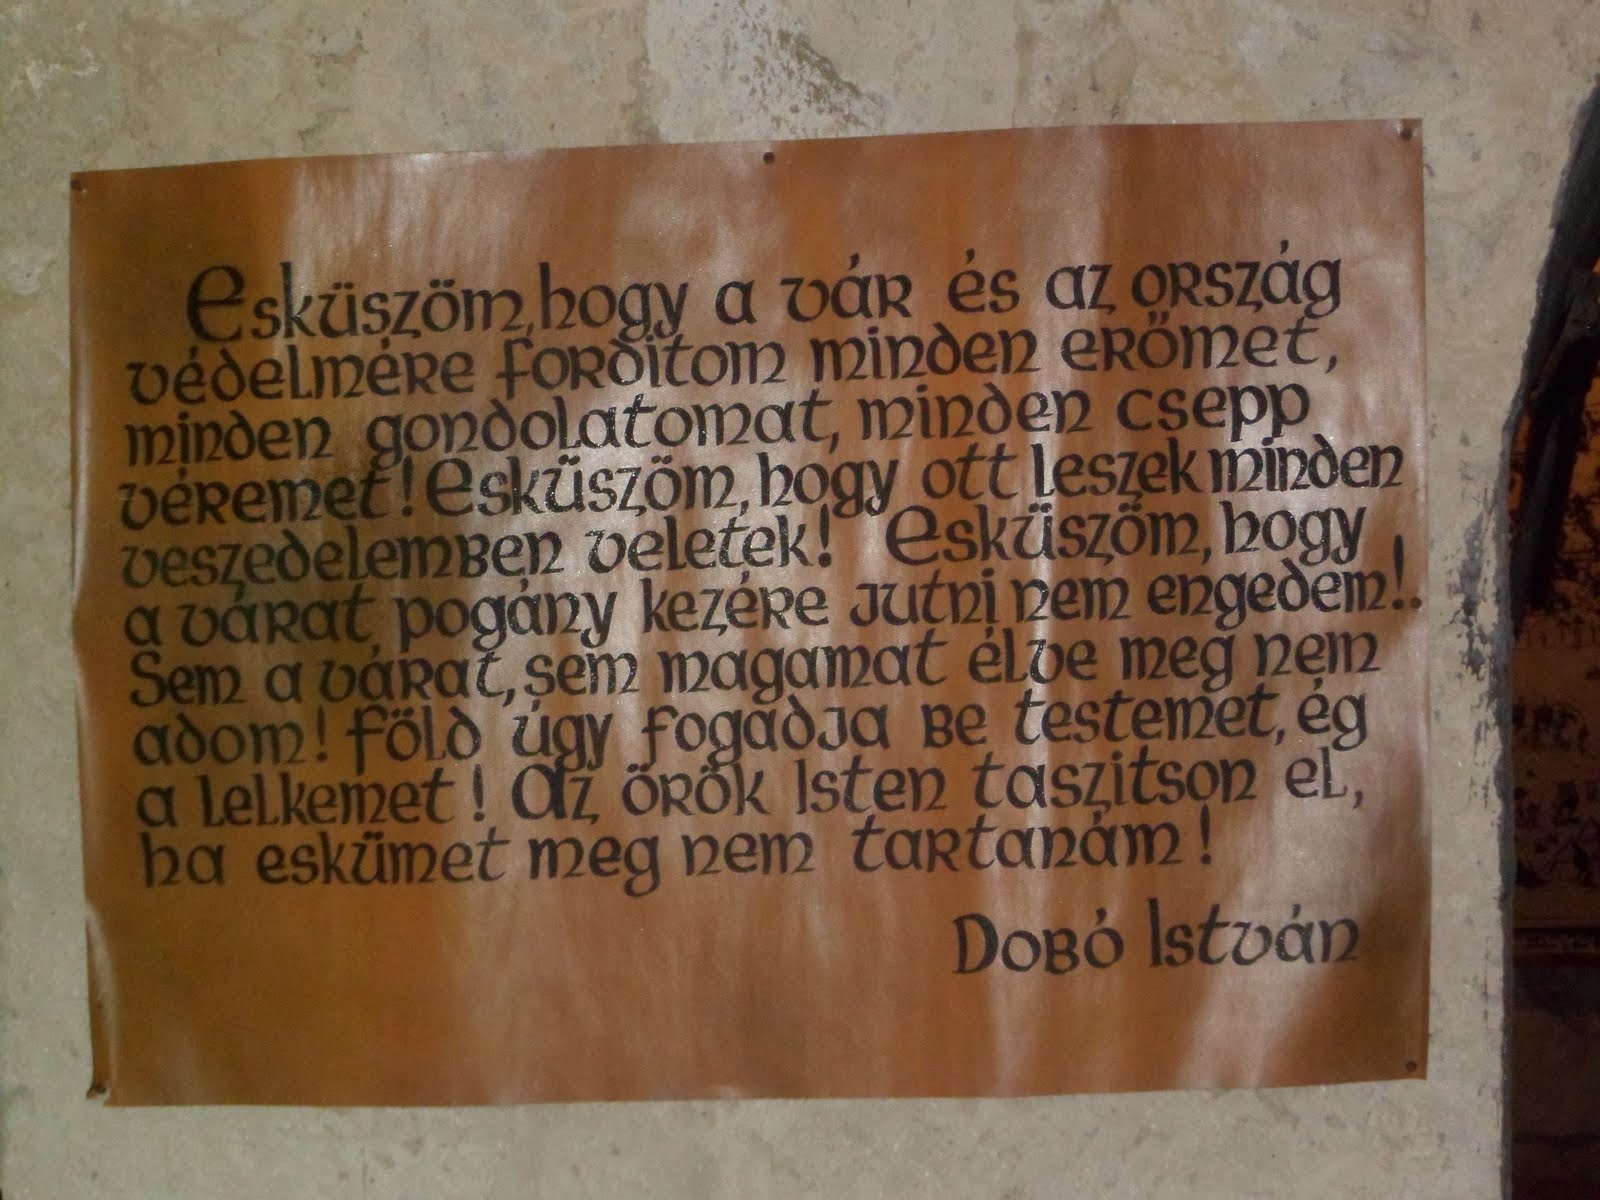 Esküszöm, hogy a vár és az ország
védelmére fordítom minden erőmet,
minden gondolatomat, minden csepp
véremet! Esküszöm, hogy ott leszek minden
veszedelemben veletek! Esküszöm, hogy
a várat pogány kezére jutni nem engedem!.
Sem a várat, sem magamat élve meg nem
adom! Föld úgy fogadja be testemet, ég
a lelkemet! Az örök Isten taszitson el,
ha eskümet meg nem tartanám!
Dobó István